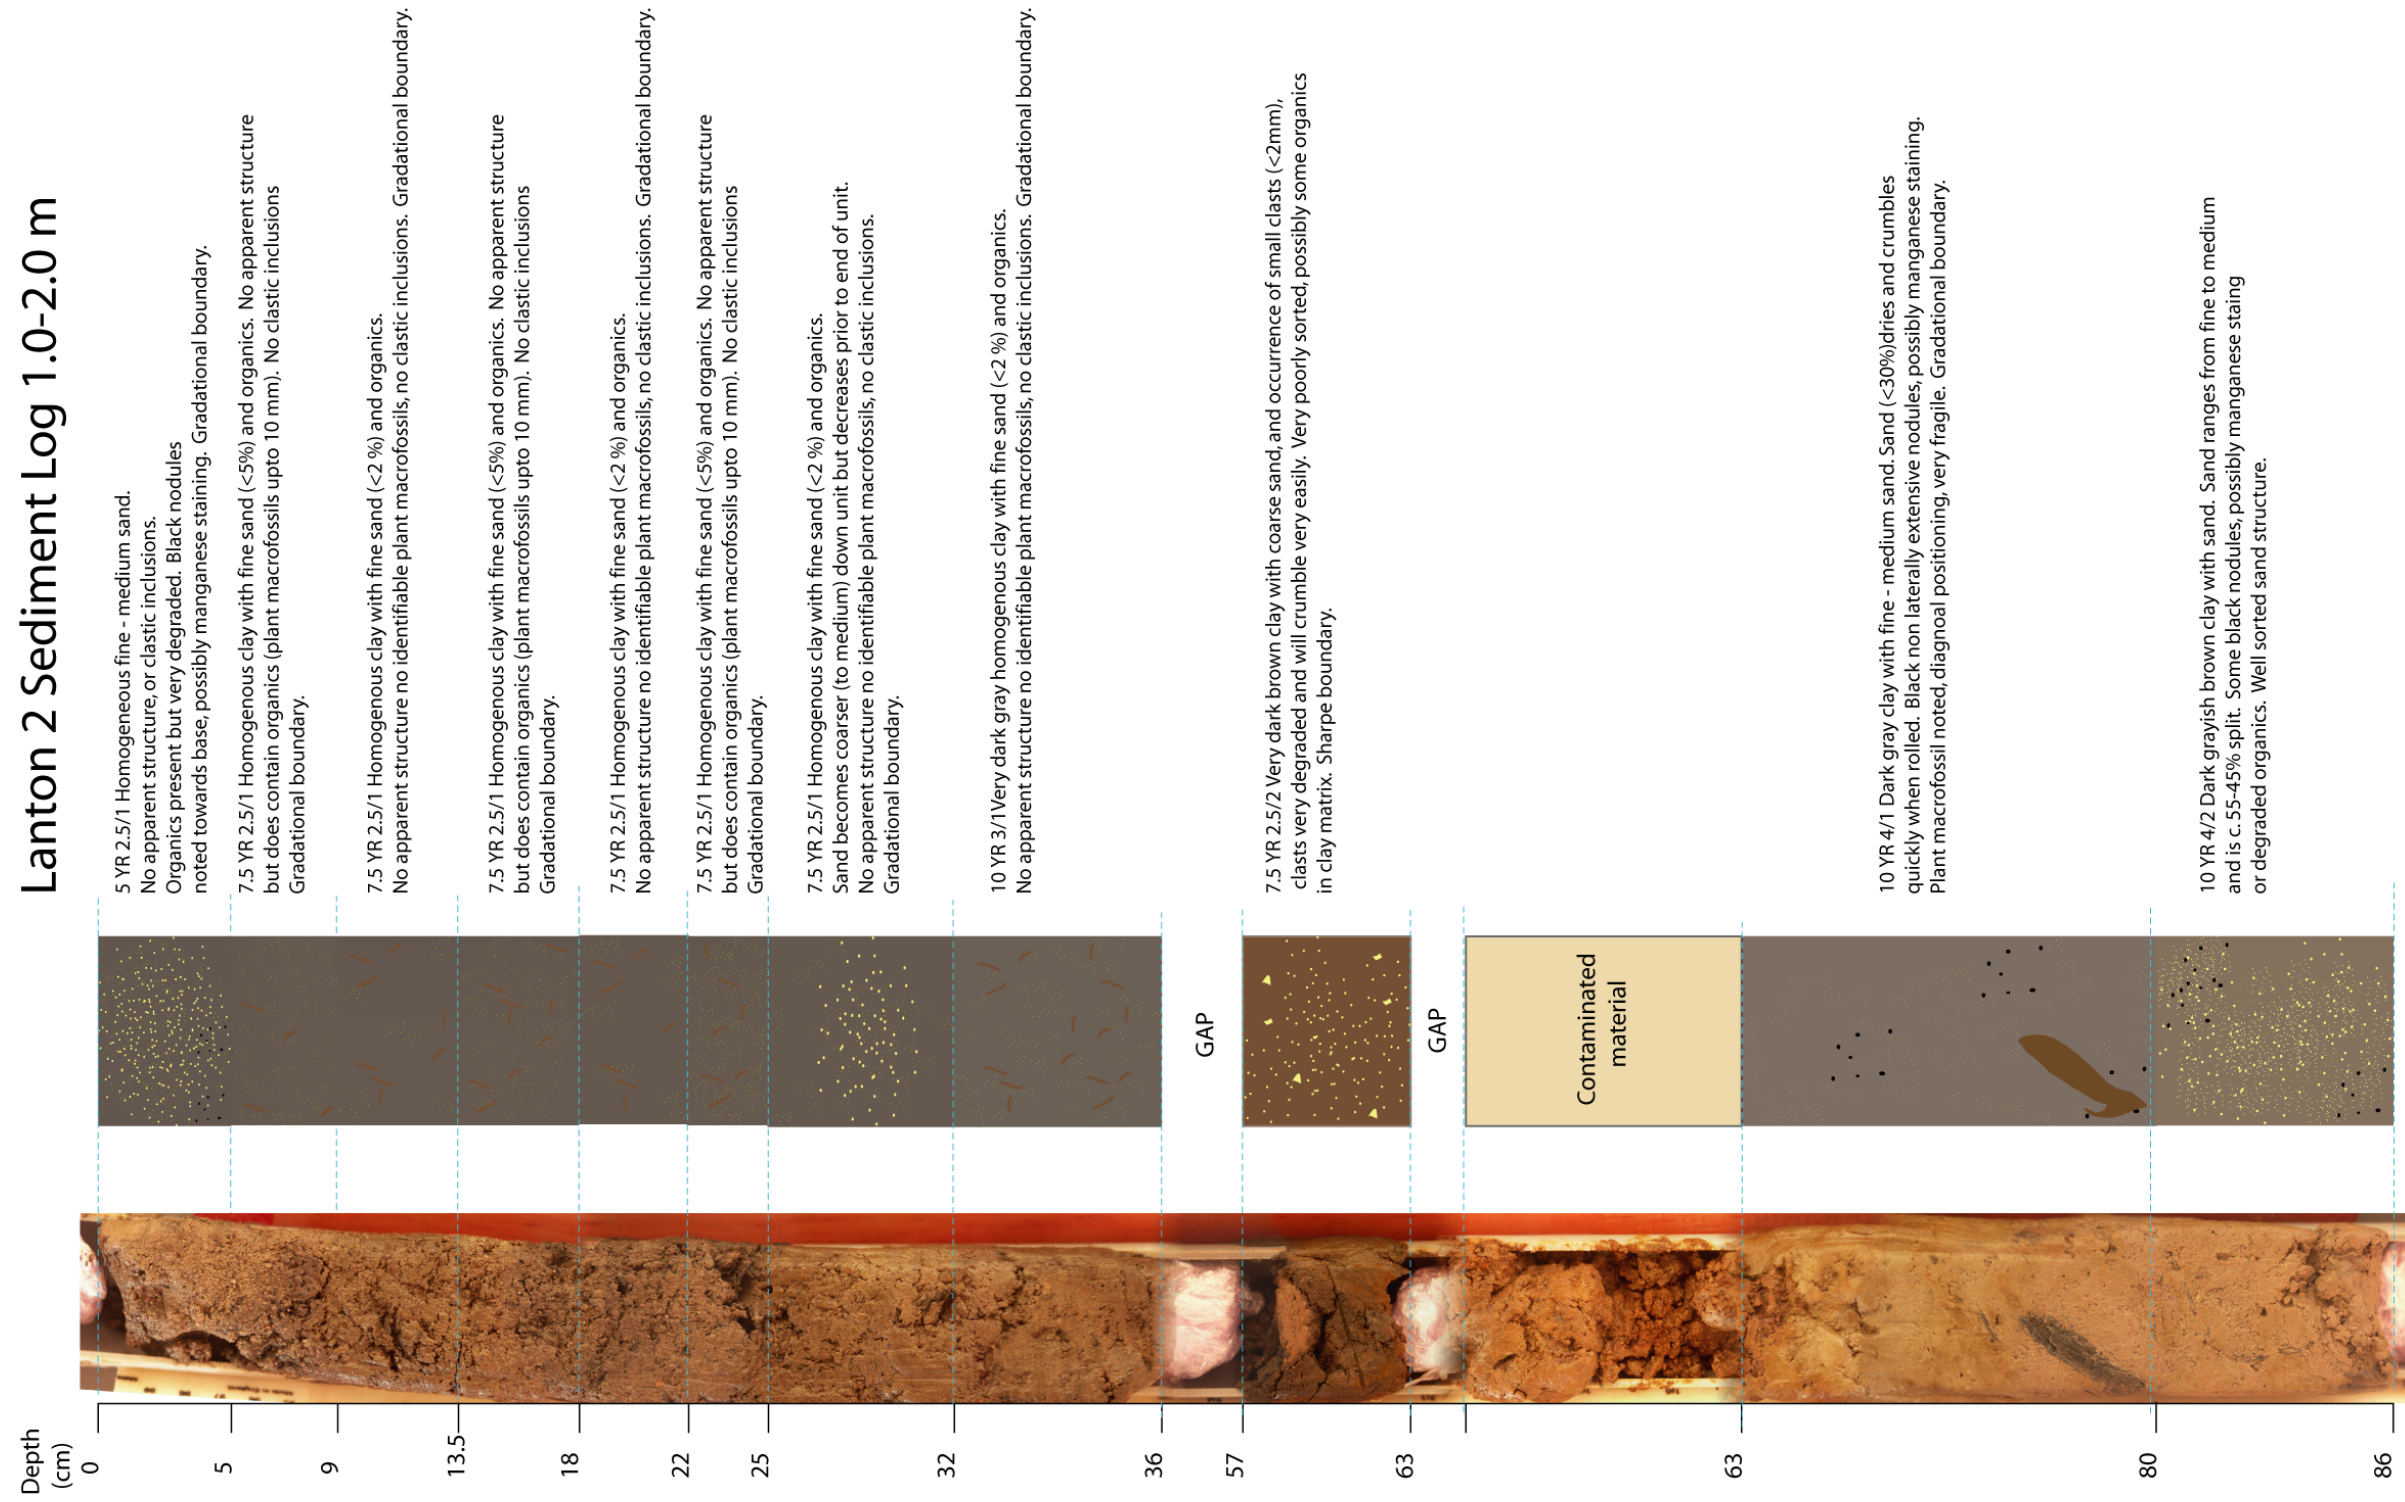 Lanton 2 Sediment Log 1.0-2.0 m
5 YR 2.5/1 Homogeneous fine - medium sand.
No apparent structure, or clastic inclusions.
Organics present but very degraded. Black nodules
noted towards base, possibly manganese staining. Gradational boundary.
7.5 YR 2.5/1 Homogenous clay with fine sand (<5%) and organics. No apparent structure
but does contain organics (plant macrofossils upto 10 mm). No clastic inclusions
Gradational boundary.
7.5 YR 2.5/1 Homogenous clay with fine sand (<2 %) and organics.
No apparent structure no identifiable plant macrofossils, no clastic inclusions. Gradational boundary.
7.5 YR 2.5/1 Homogenous clay with fine sand (<5%) and organics. No apparent structure
but does contain organics (plant macrofossils upto 10 mm). No clastic inclusions
Gradational boundary.
7.5 YR 2.5/1 Homogenous clay with fine sand (<2 %) and organics.
No apparent structure no identifiable plant macrofossils, no clastic inclusions. Gradational boundary.
7.5 YR 2.5/1 Homogenous clay with fine sand (<5%) and organics. No apparent structure
but does contain organics (plant macrofossils upto 10 mm). No clastic inclusions
Gradational boundary.
7.5 YR 2.5/1 Homogenous clay with fine sand (<2 %) and organics.
Sand becomes coarser (to medium) down unit but decreases prior to end of unit.
No apparent structure no identifiable plant macrofossils, no clastic inclusions.
Gradational boundary.
10 YR 3/1Very dark gray homogenous clay with fine sand (<2 %) and organics.
No apparent structure no identifiable plant macrofossils, no clastic inclusions. Gradational boundary.
7.5 YR 2.5/2 Very dark brown clay with coarse sand, and occurrence of small clasts (<2mm),
clasts very degraded and will crumble very easily. Very poorly sorted, possibly some organics
in clay matrix. Sharpe boundary.
10 YR 4/1 Dark gray clay with fine - medium sand. Sand (<30%)dries and crumbles
quickly when rolled. Black non laterally extensive nodules, possibly manganese staining.
Plant macrofossil noted, diagnoal positioning, very fragile. Gradational boundary.
10 YR 4/2 Dark grayish brown clay with sand. Sand ranges from fine to medium
and is c. 55-45% split. Some black nodules, possibly manganese staing
or degraded organics. Well sorted sand structure.
GAP
GAP
Contaminated
material
Depth
(cm)
0
5
9
13.5
18
22
25
32
36
57
63
63
80
86